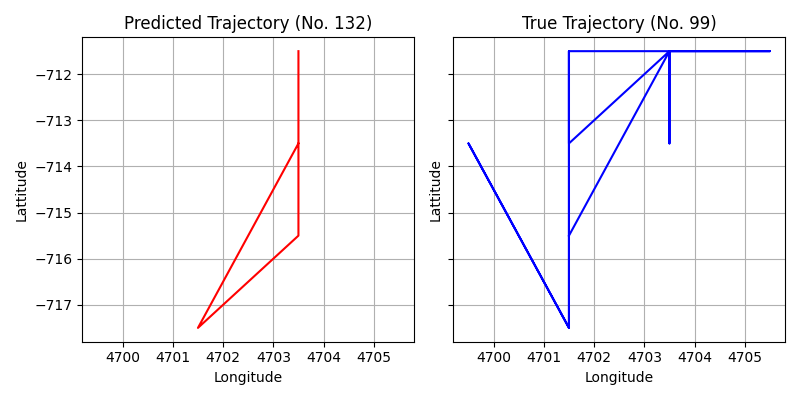 Predicted Trajectory (No. 132)
True Trajectory (No. 99)
−712
−713
−714
−715
−716
−717
Lattitude
Lattitude
4700 4701 4702 4703 4704 4705
4700 4701 4702 4703 4704 4705
Longitude
Longitude